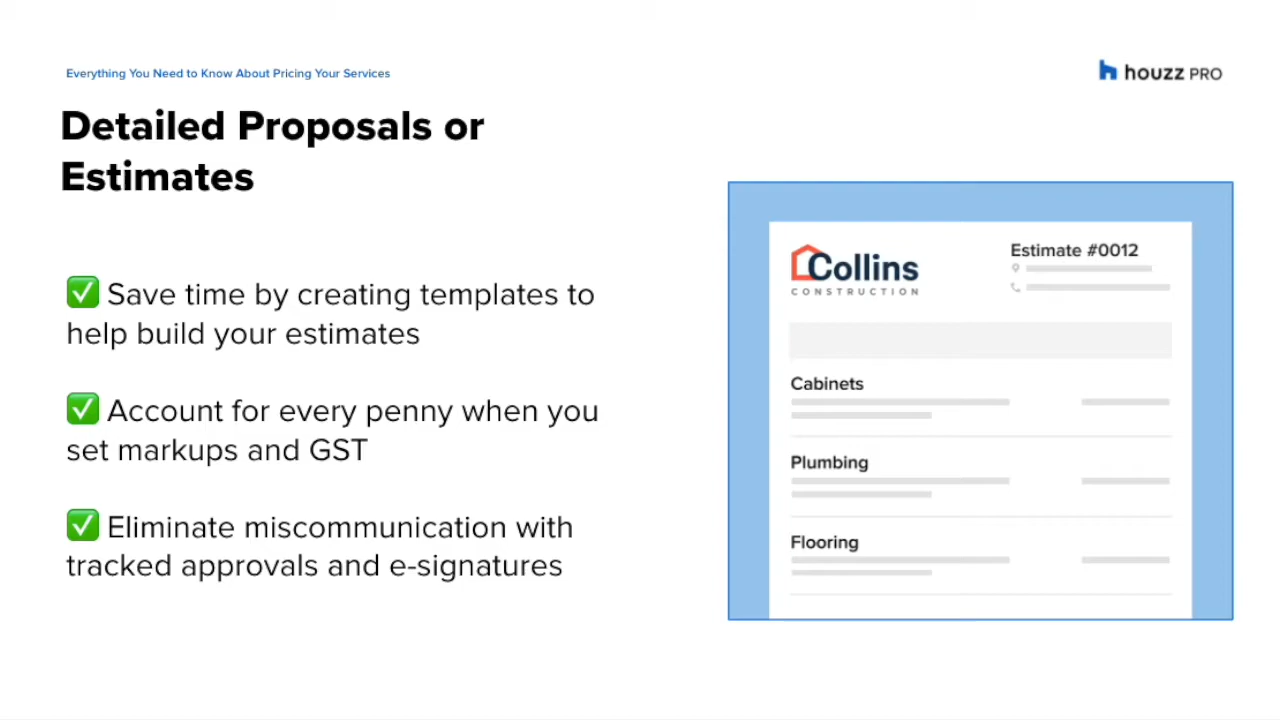 Everything You Need to Know About Pricing Your Services
houzz PRO
Detailed Proposals or
Estimates
✅ Save time by creating templates to
help build your estimates
✅ Account for every penny when you
set markups and GST
✅ Eliminate miscommunication with
tracked approvals and e-signatures
Collins
CONSTRUCTION
Estimate #0012
Cabinets
Plumbing
Flooring